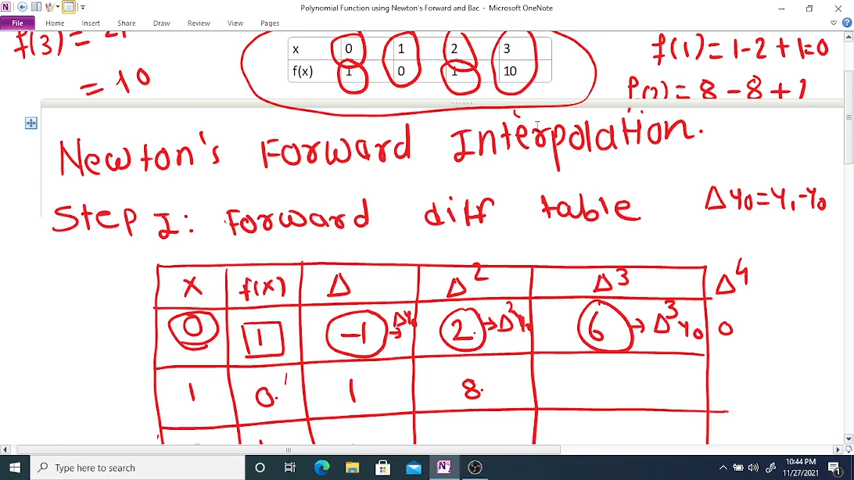 Polynomial Function using Newton's Forward and Bac - Microsoft OneNote
File Home Insert Share Draw Review View Pages
f(3) =
= 10
x 0 1 2 3
f(x) 1 0 1 10
f(1) = 1-2+1=0
= 8-8+1
Newton's Forward Interpolation.
Step I: Forward diff table Δy0=y1-y0
x f(x) Δ Δ2 Δ3 Δ4
0 1 -1 → Δy0 2 → Δ2y0 6 → Δ3y0 0
1 0 1 8
Type here to search
10:44 PM
11/27/2021